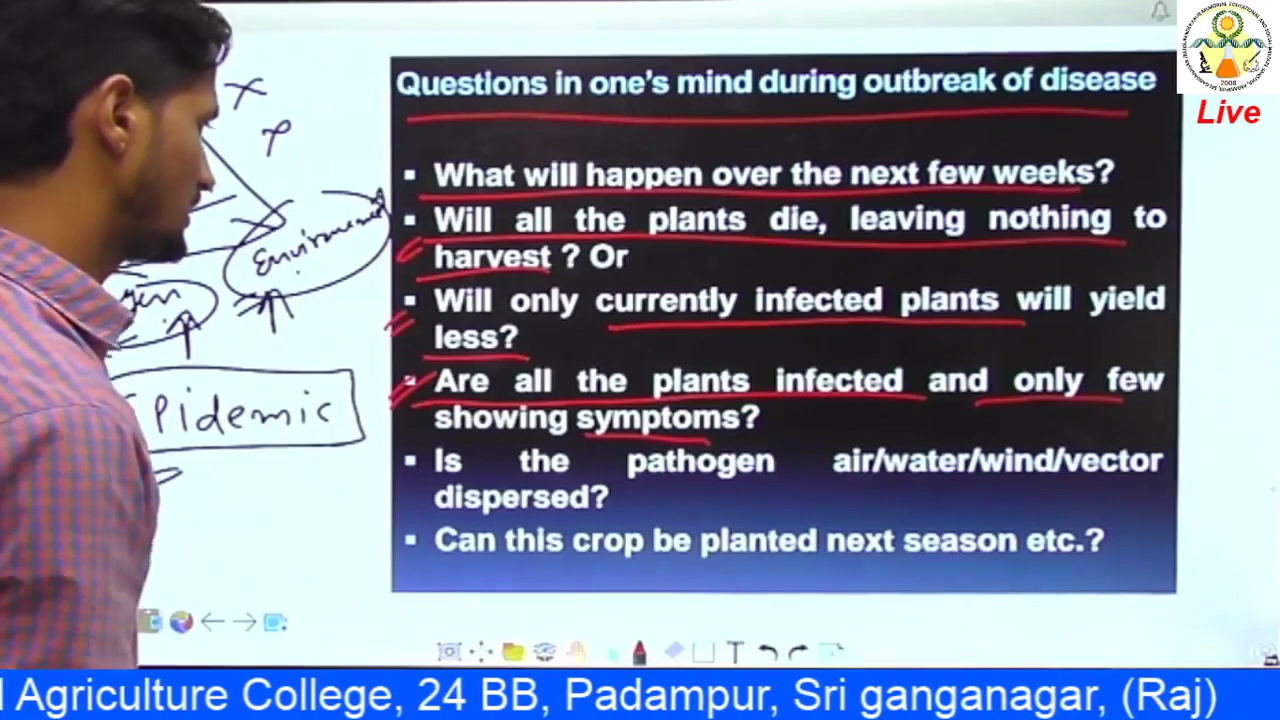 Live
Questions in one's mind during outbreak of disease
▪ What will happen over the next few weeks?
▪ Will all the plants die, leaving nothing to
harvest ? Or
▪ Will only currently infected plants will yield
less?
▪ Are all the plants infected and only few
showing symptoms?
▪ Is the pathogen air/water/wind/vector
dispersed?
▪ Can this crop be planted next season etc.?
Environment
gen
pidemic
2008
T
Agriculture College, 24 BB, Padampur, Sri ganganagar, (Raj)